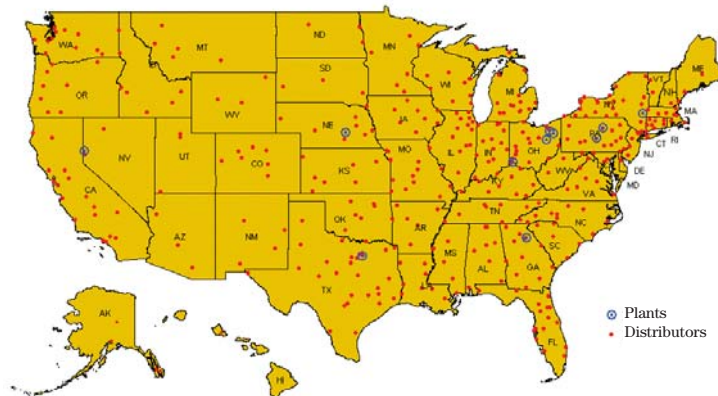 WA
MT
ND
MN
OR
SD
WI
MI
VT
NH
ME
WY
NE
IA
NY
MA
RI
CT
NV
UT
CO
KS
MO
IL
IN
OH
PA
NJ
DE
MD
CA
KY
WV
VA
AZ
NM
OK
AR
TN
NC
SC
MS
AL
GA
TX
FL
AK
HI
Plants
Distributors